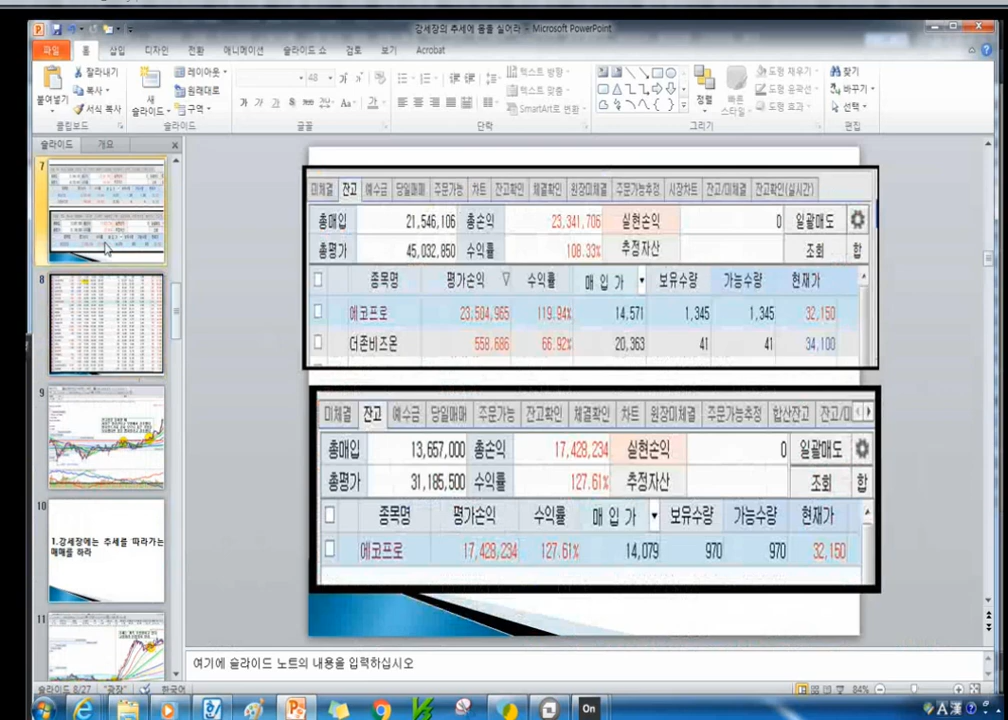 강세장의 추세에 몸을 실어라 - Microsoft PowerPoint
파일 홈 삽입 디자인 전환 애니메이션 슬라이드 쇼 검토 보기 Acrobat
붙여넣기 잘라내기 복사 서식 복사 클립보드
새 슬라이드 레이아웃 원래대로 구역 슬라이드
48 글꼴
텍스트 방향 텍스트 맞춤 SmartArt로 변환 단락
정렬 빠른 스타일 도형 채우기 도형 윤곽선 도형 효과 그리기
찾기 바꾸기 선택 편집
슬라이드 개요
7
8
9
10
1.강세장에는 추세를 따라가는
매매를 하라
11
미체결 잔고 예수금 당일매매 주문가능 차트 잔고확인 체결확인 원장미체결 주문가능추정 시장차트 잔고/미체결 잔고확인(실시간)
총매입 21,546,106 총손익 23,341,706 실현손익 0 일괄매도
총평가 45,032,850 수익률 108.33% 추정자산 조회 합
종목명 평가손익 ▽ 수익률 매 입 가 ▼ 보유수량 가능수량 현재가
에코프로 23,504,965 119.94% 14,571 1,345 1,345 32,150
더존비즈온 558,686 66.92% 20,363 41 41 34,100
미체결 잔고 예수금 당일매매 주문가능 잔고확인 체결확인 차트 원장미체결 주문가능추정 합산잔고 잔고/미
총매입 13,657,000 총손익 17,428,234 실현손익 0 일괄매도
총평가 31,185,500 수익률 127.61% 추정자산 조회 합
종목명 평가손익 수익률 매 입 가 ▼ 보유수량 가능수량 현재가
에코프로 17,428,234 127.61% 14,079 970 970 32,150
여기에 슬라이드 노트의 내용을 입력하십시오
슬라이드 8/27 "광장" 한국어 84%
On A 漢